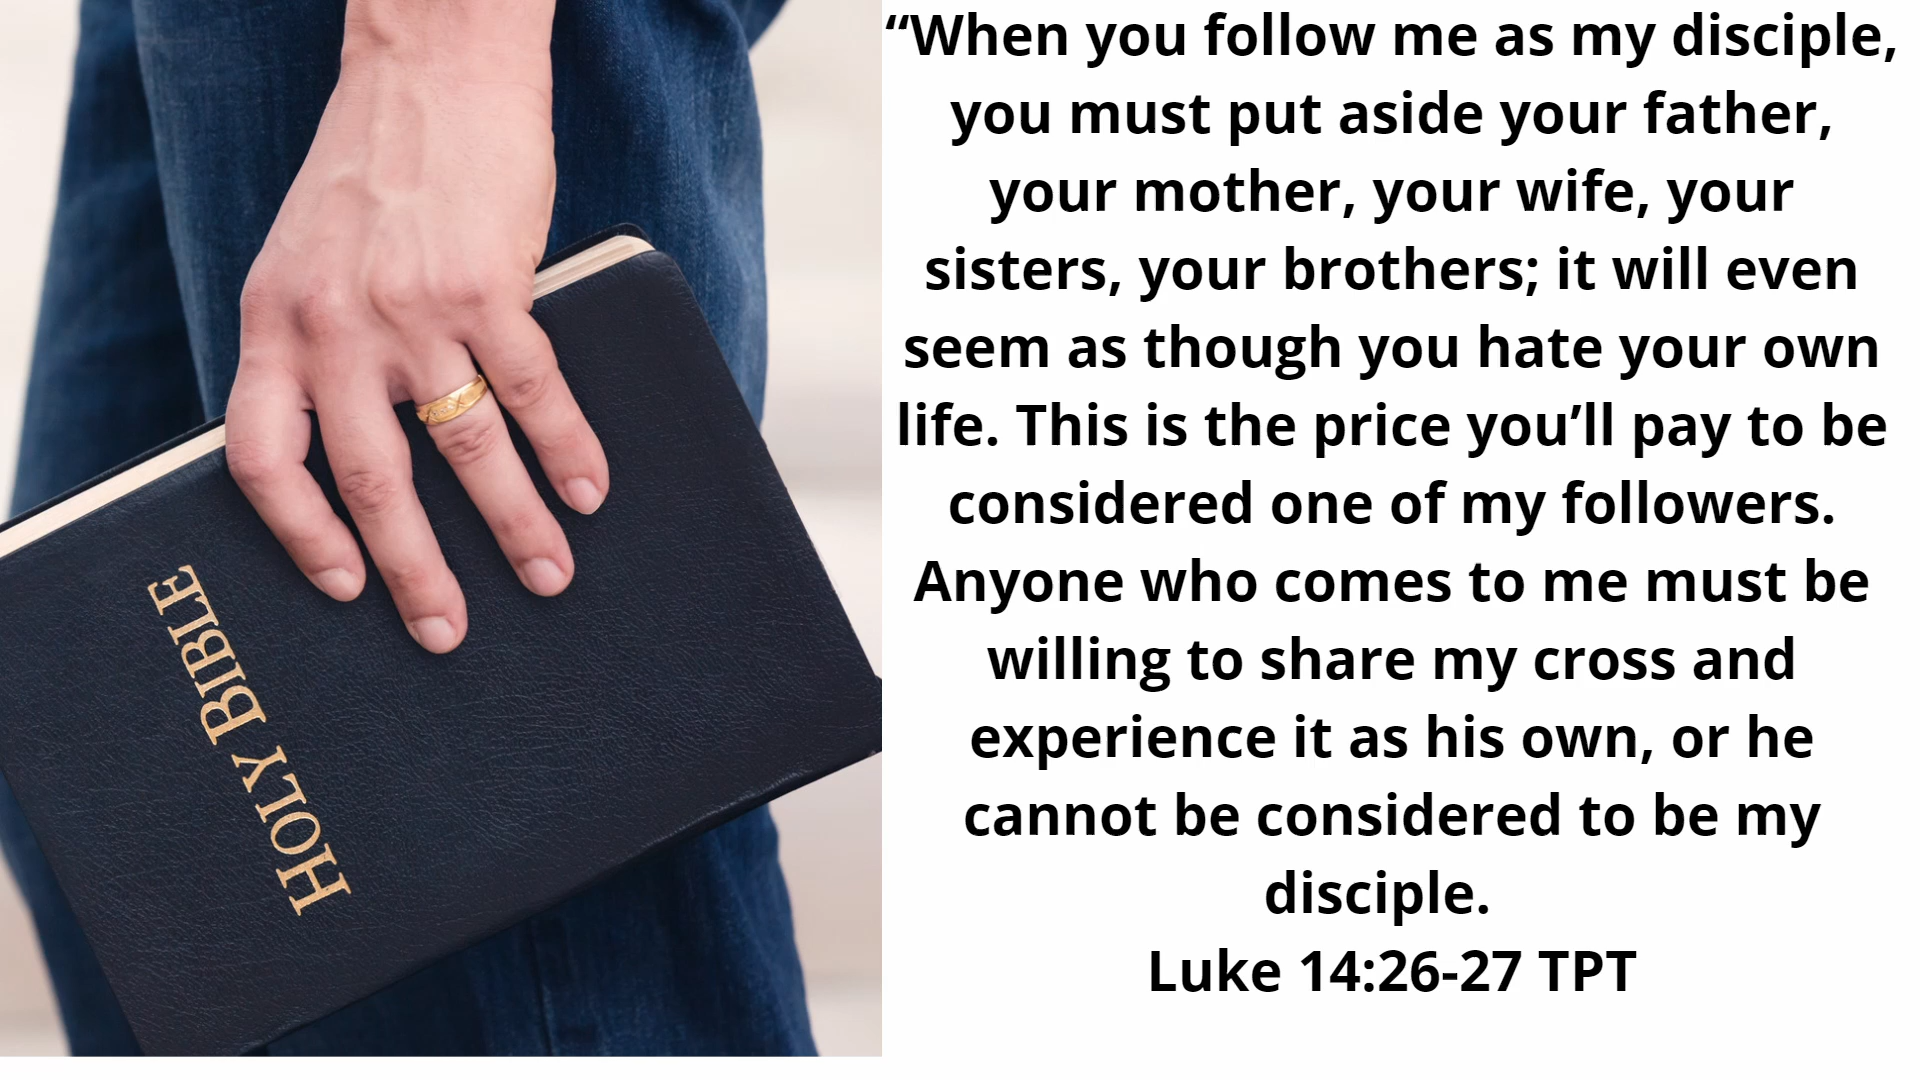 HOLY BIBLE
“When you follow me as my disciple,
you must put aside your father,
your mother, your wife, your
sisters, your brothers; it will even
seem as though you hate your own
life. This is the price you’ll pay to be
considered one of my followers.
Anyone who comes to me must be
willing to share my cross and
experience it as his own, or he
cannot be considered to be my
disciple.
Luke 14:26-27 TPT